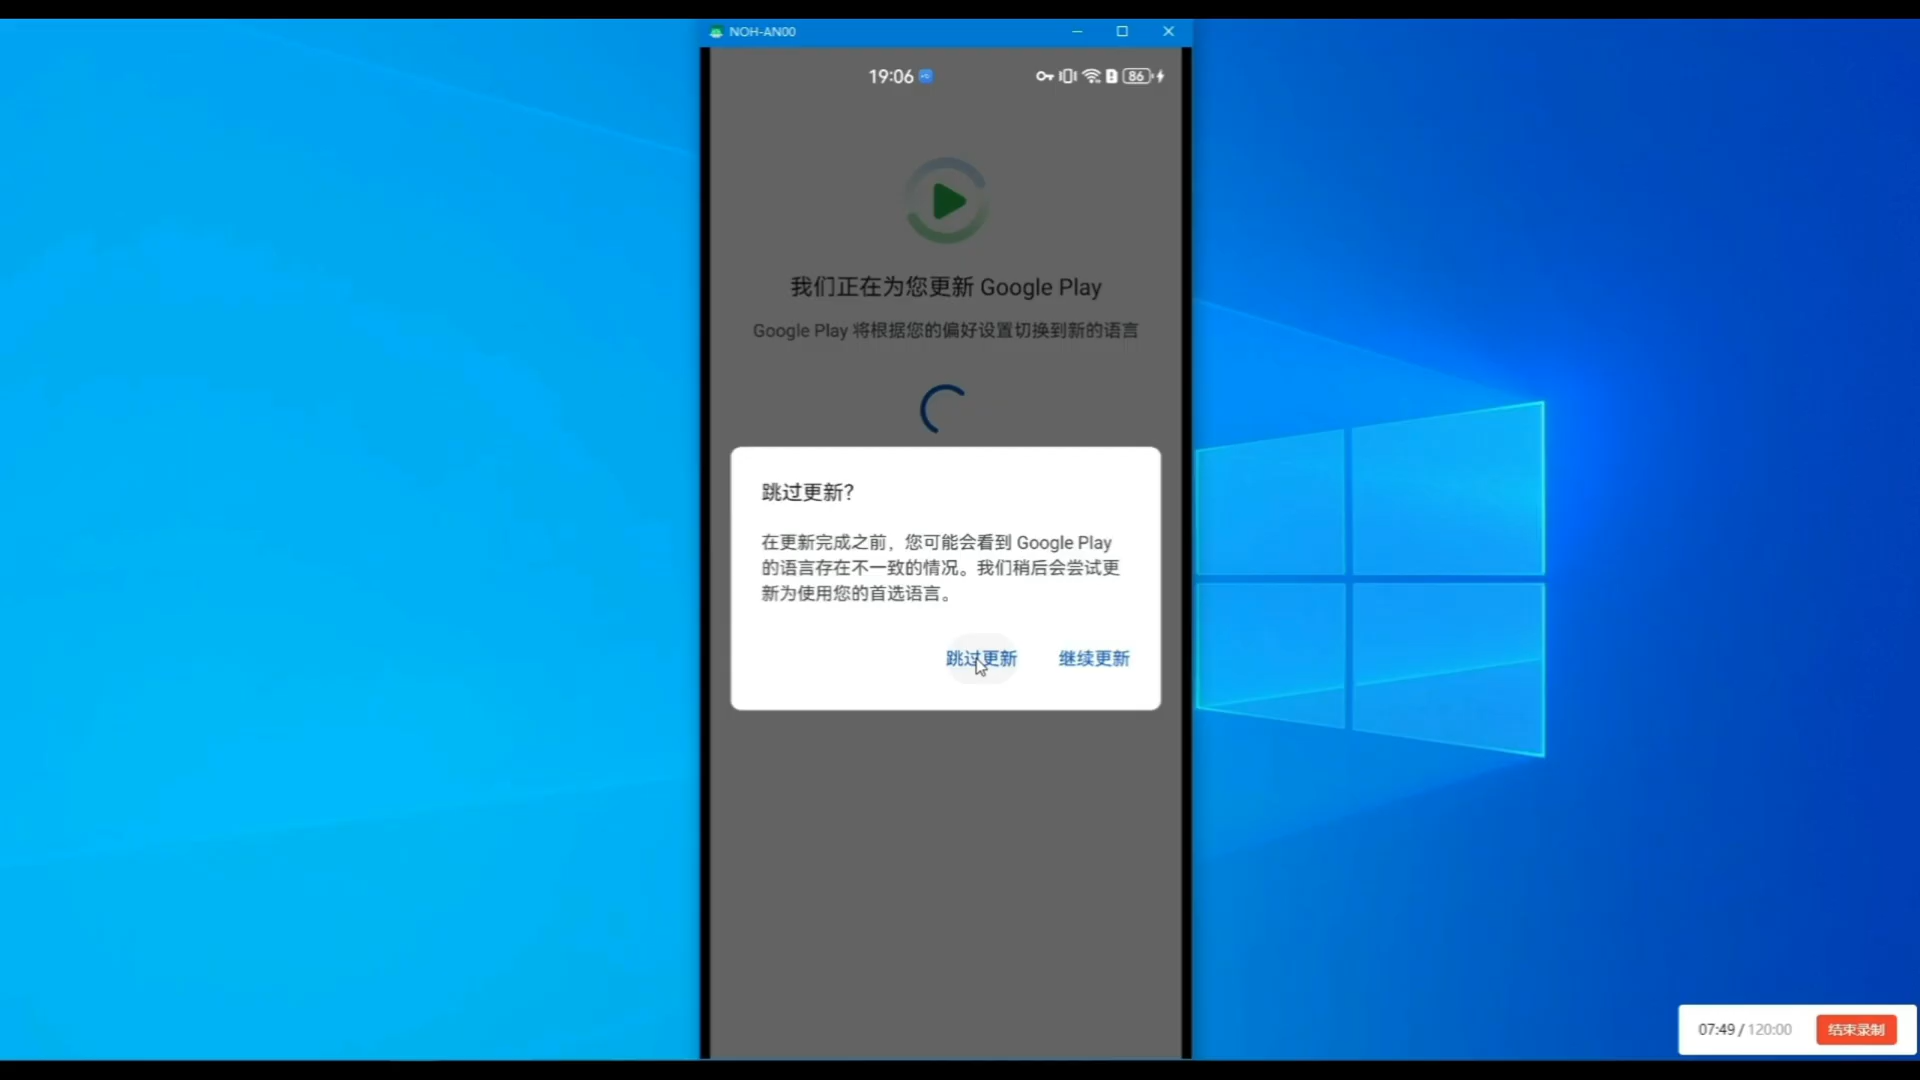 NOH-AN00
19:06
86
我们正在为您更新 Google Play
Google Play 将根据您的偏好设置切换到新的语言
跳过更新?
在更新完成之前，您可能会看到 Google Play
的语言存在不一致的情况。我们稍后会尝试更
新为使用您的首选语言。
跳过更新 继续更新
07:49 / 120:00 结束录制